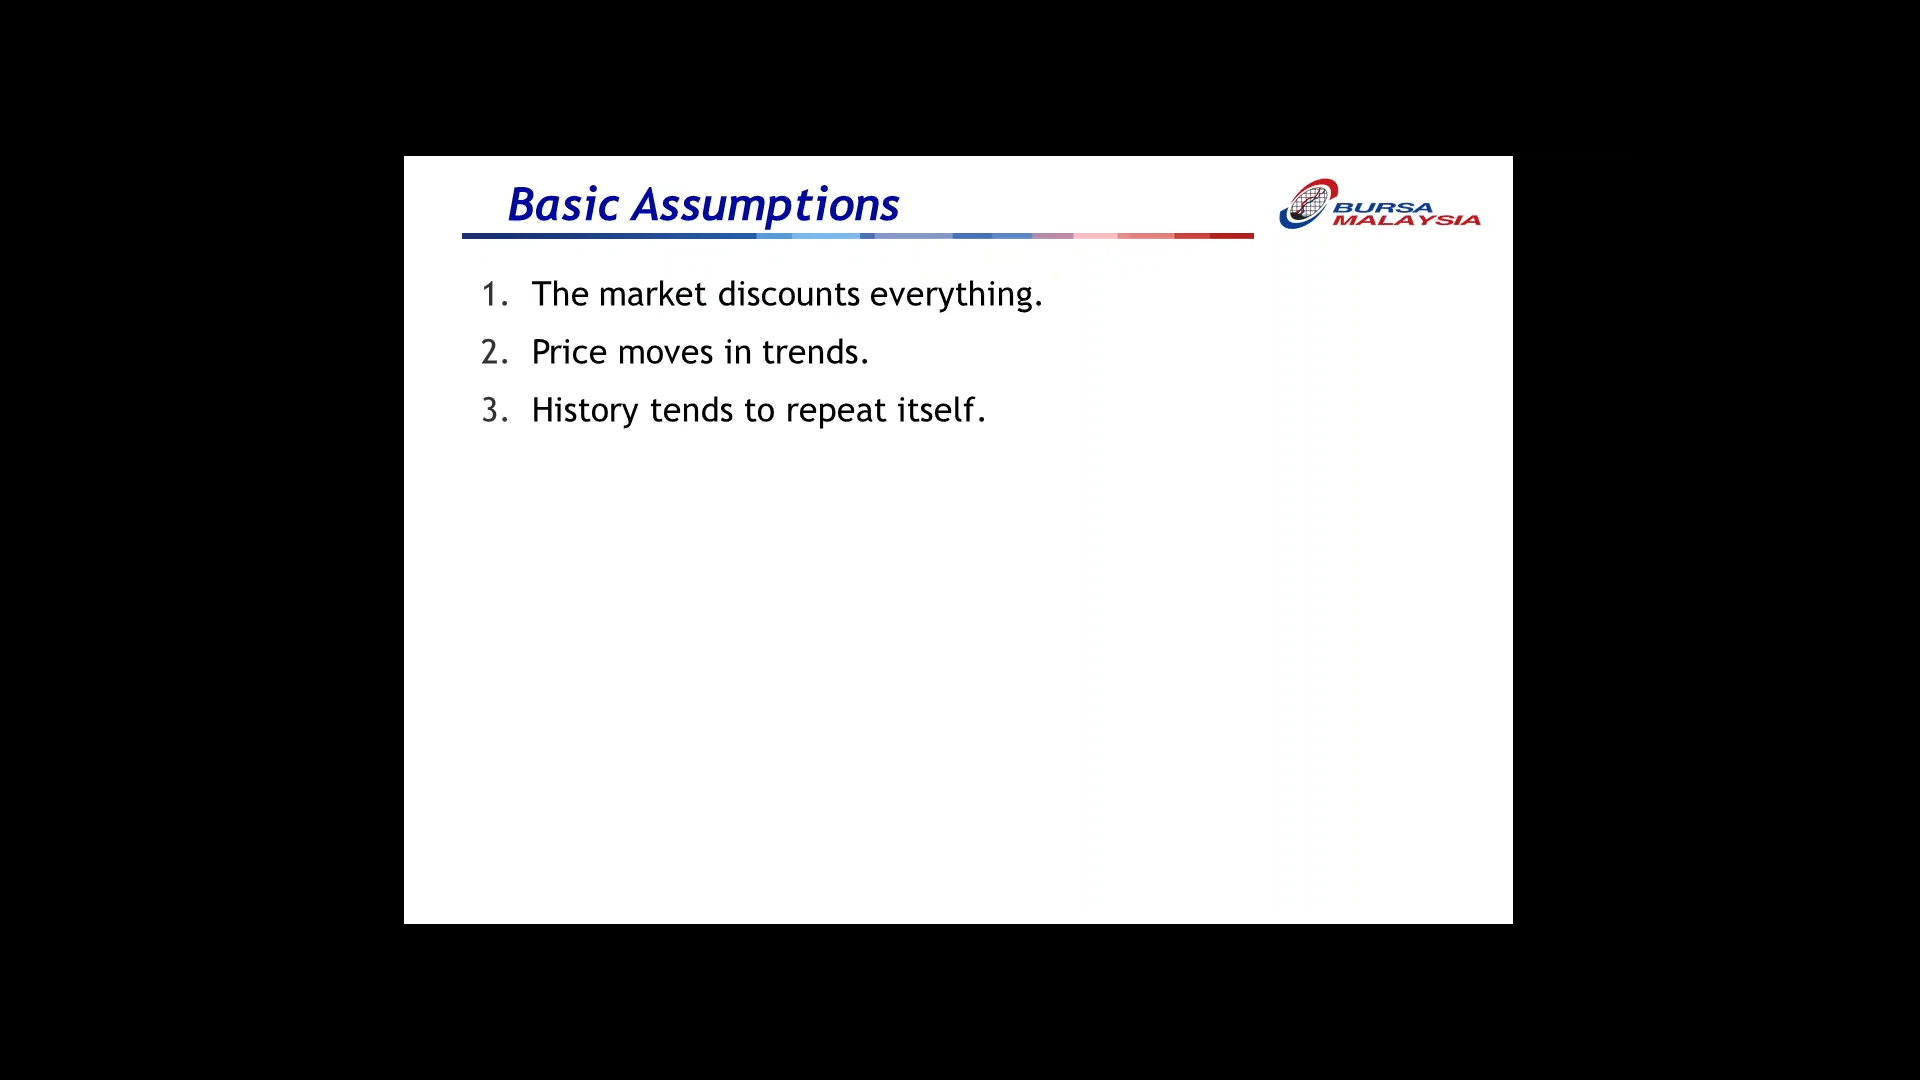 Basic Assumptions
BURSA
MALAYSIA
1. The market discounts everything.
2. Price moves in trends.
3. History tends to repeat itself.